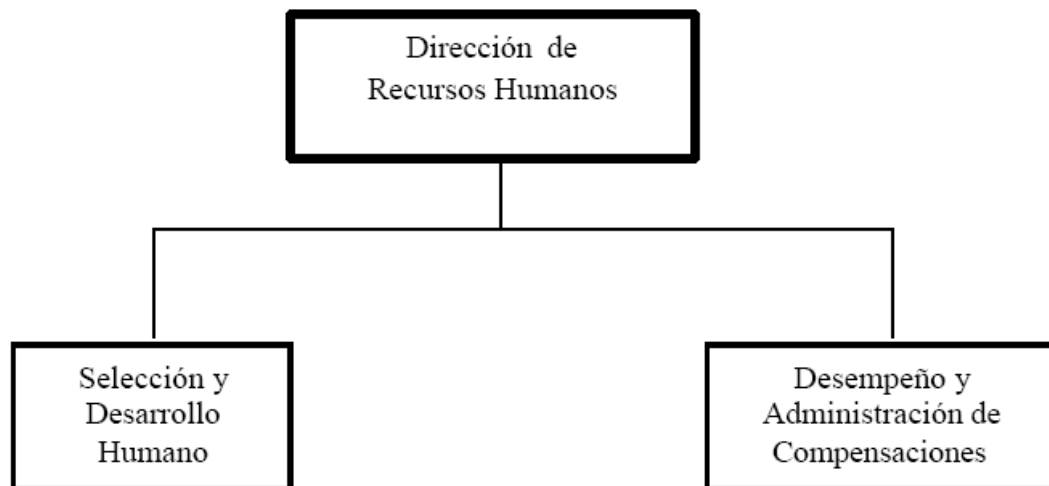 Dirección de
Recursos Humanos
Selección y
Desarrollo
Humano
Desempeño y
Administración de
Compensaciones